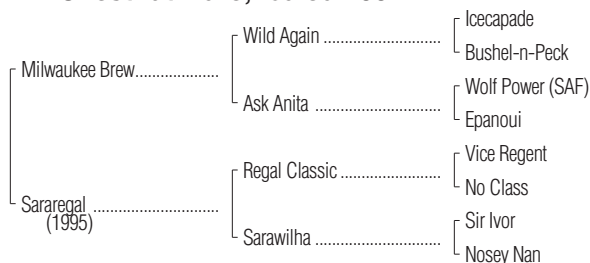 Icecapade
Wild Again
Bushel-n-Peck
Milwaukee Brew
Wolf Power (SAF)
Ask Anita
Epanoui
Vice Regent
Regal Classic
No Class
Sararegal
(1995)
Sir Ivor
Sarawilha
Nosey Nan